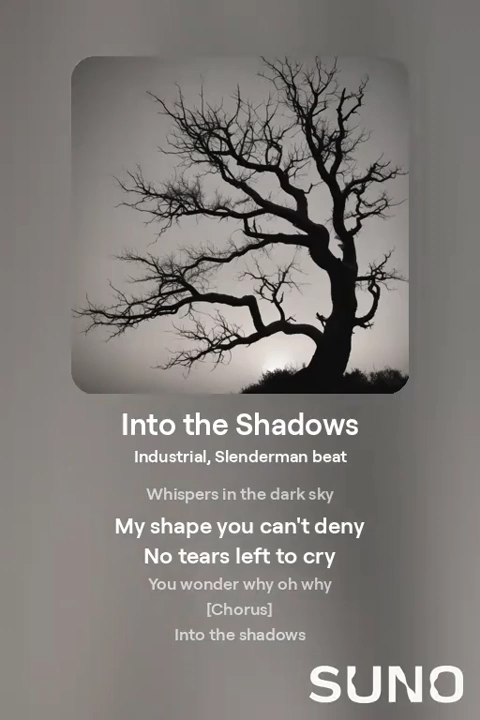 Into the Shadows
Industrial, Slenderman beat
Whispers in the dark sky
My shape you can't deny
No tears left to cry
You wonder why oh why
[Chorus]
Into the shadows
SUNO